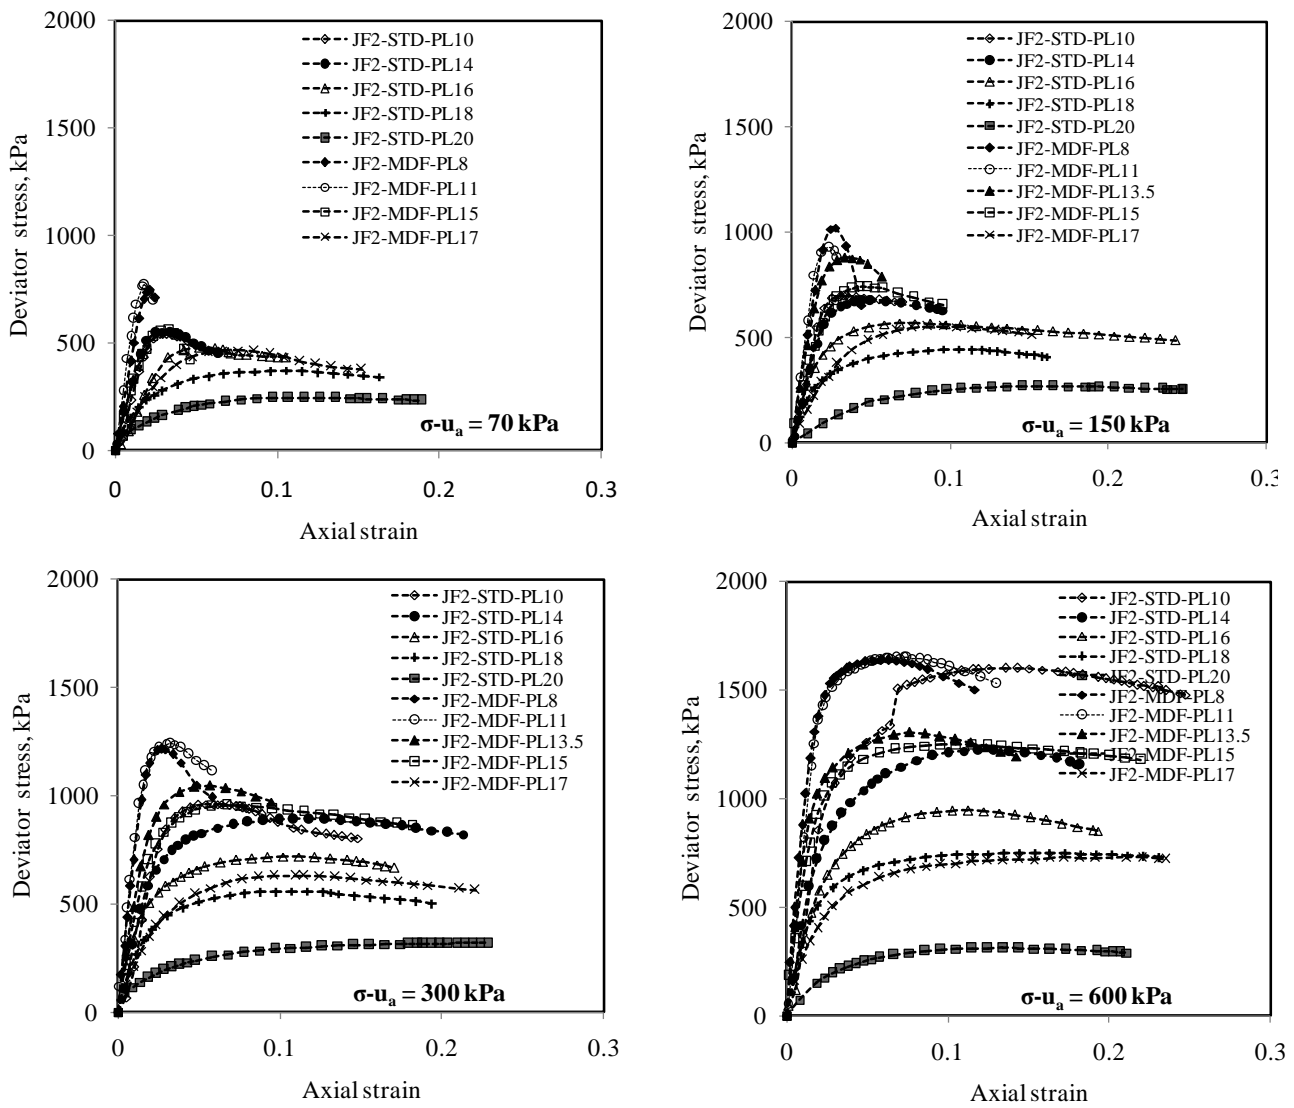 2000
1500
1000
500
0
Deviator stress, kPa
JF2-STD-PL10
JF2-STD-PL14
JF2-STD-PL16
JF2-STD-PL18
JF2-STD-PL20
JF2-MDF-PL8
JF2-MDF-PL11
JF2-MDF-PL15
JF2-MDF-PL17
σ-uₐ = 70 kPa
0
0.1
0.2
0.3
Axial strain
2000
1500
1000
500
0
Deviator stress, kPa
JF2-STD-PL10
JF2-STD-PL14
JF2-STD-PL16
JF2-STD-PL18
JF2-STD-PL20
JF2-MDF-PL8
JF2-MDF-PL11
JF2-MDF-PL13.5
JF2-MDF-PL15
JF2-MDF-PL17
σ-uₐ = 150 kPa
0
0.1
0.2
0.3
Axial strain
2000
1500
1000
500
0
Deviator stress, kPa
JF2-STD-PL10
JF2-STD-PL14
JF2-STD-PL16
JF2-STD-PL18
JF2-STD-PL20
JF2-MDF-PL8
JF2-MDF-PL11
JF2-MDF-PL13.5
JF2-MDF-PL15
JF2-MDF-PL17
σ-uₐ = 300 kPa
0
0.1
0.2
0.3
Axial strain
2000
1500
1000
500
0
Deviator stress, kPa
JF2-STD-PL10
JF2-STD-PL14
JF2-STD-PL16
JF2-STD-PL18
JF2-STD-PL20
JF2-MDF-PL8
JF2-MDF-PL11
JF2-MDF-PL13.5
JF2-MDF-PL15
JF2-MDF-PL17
σ-uₐ = 600 kPa
0
0.1
0.2
0.3
Axial strain